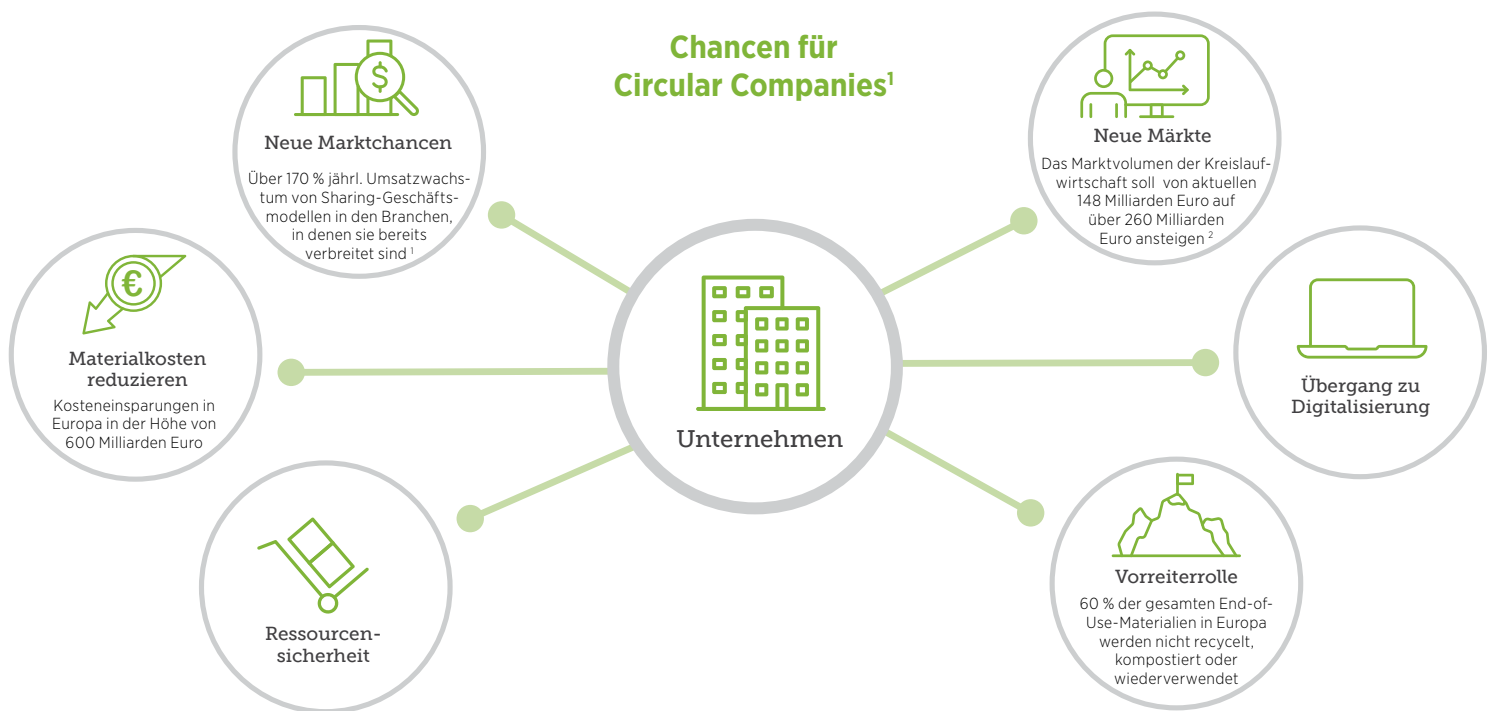 Chancen für
Circular Companies¹
$
Neue Marktchancen
Über 170 % jährl. Umsatzwachs-
tum von Sharing-Geschäfts-
modellen in den Branchen,
in denen sie bereits
verbreitet sind ¹
Neue Märkte
Das Marktvolumen der Kreislauf-
wirtschaft soll von aktuellen
148 Milliarden Euro auf
über 260 Milliarden
Euro ansteigen ²
€
Materialkosten
reduzieren
Kosteneinsparungen in
Europa in der Höhe von
600 Milliarden Euro
Unternehmen
Übergang zu
Digitalisierung
Ressourcen-
sicherheit
Vorreiterrolle
60 % der gesamten End-of-
Use-Materialien in Europa
werden nicht recycelt,
kompostiert oder
wiederverwendet